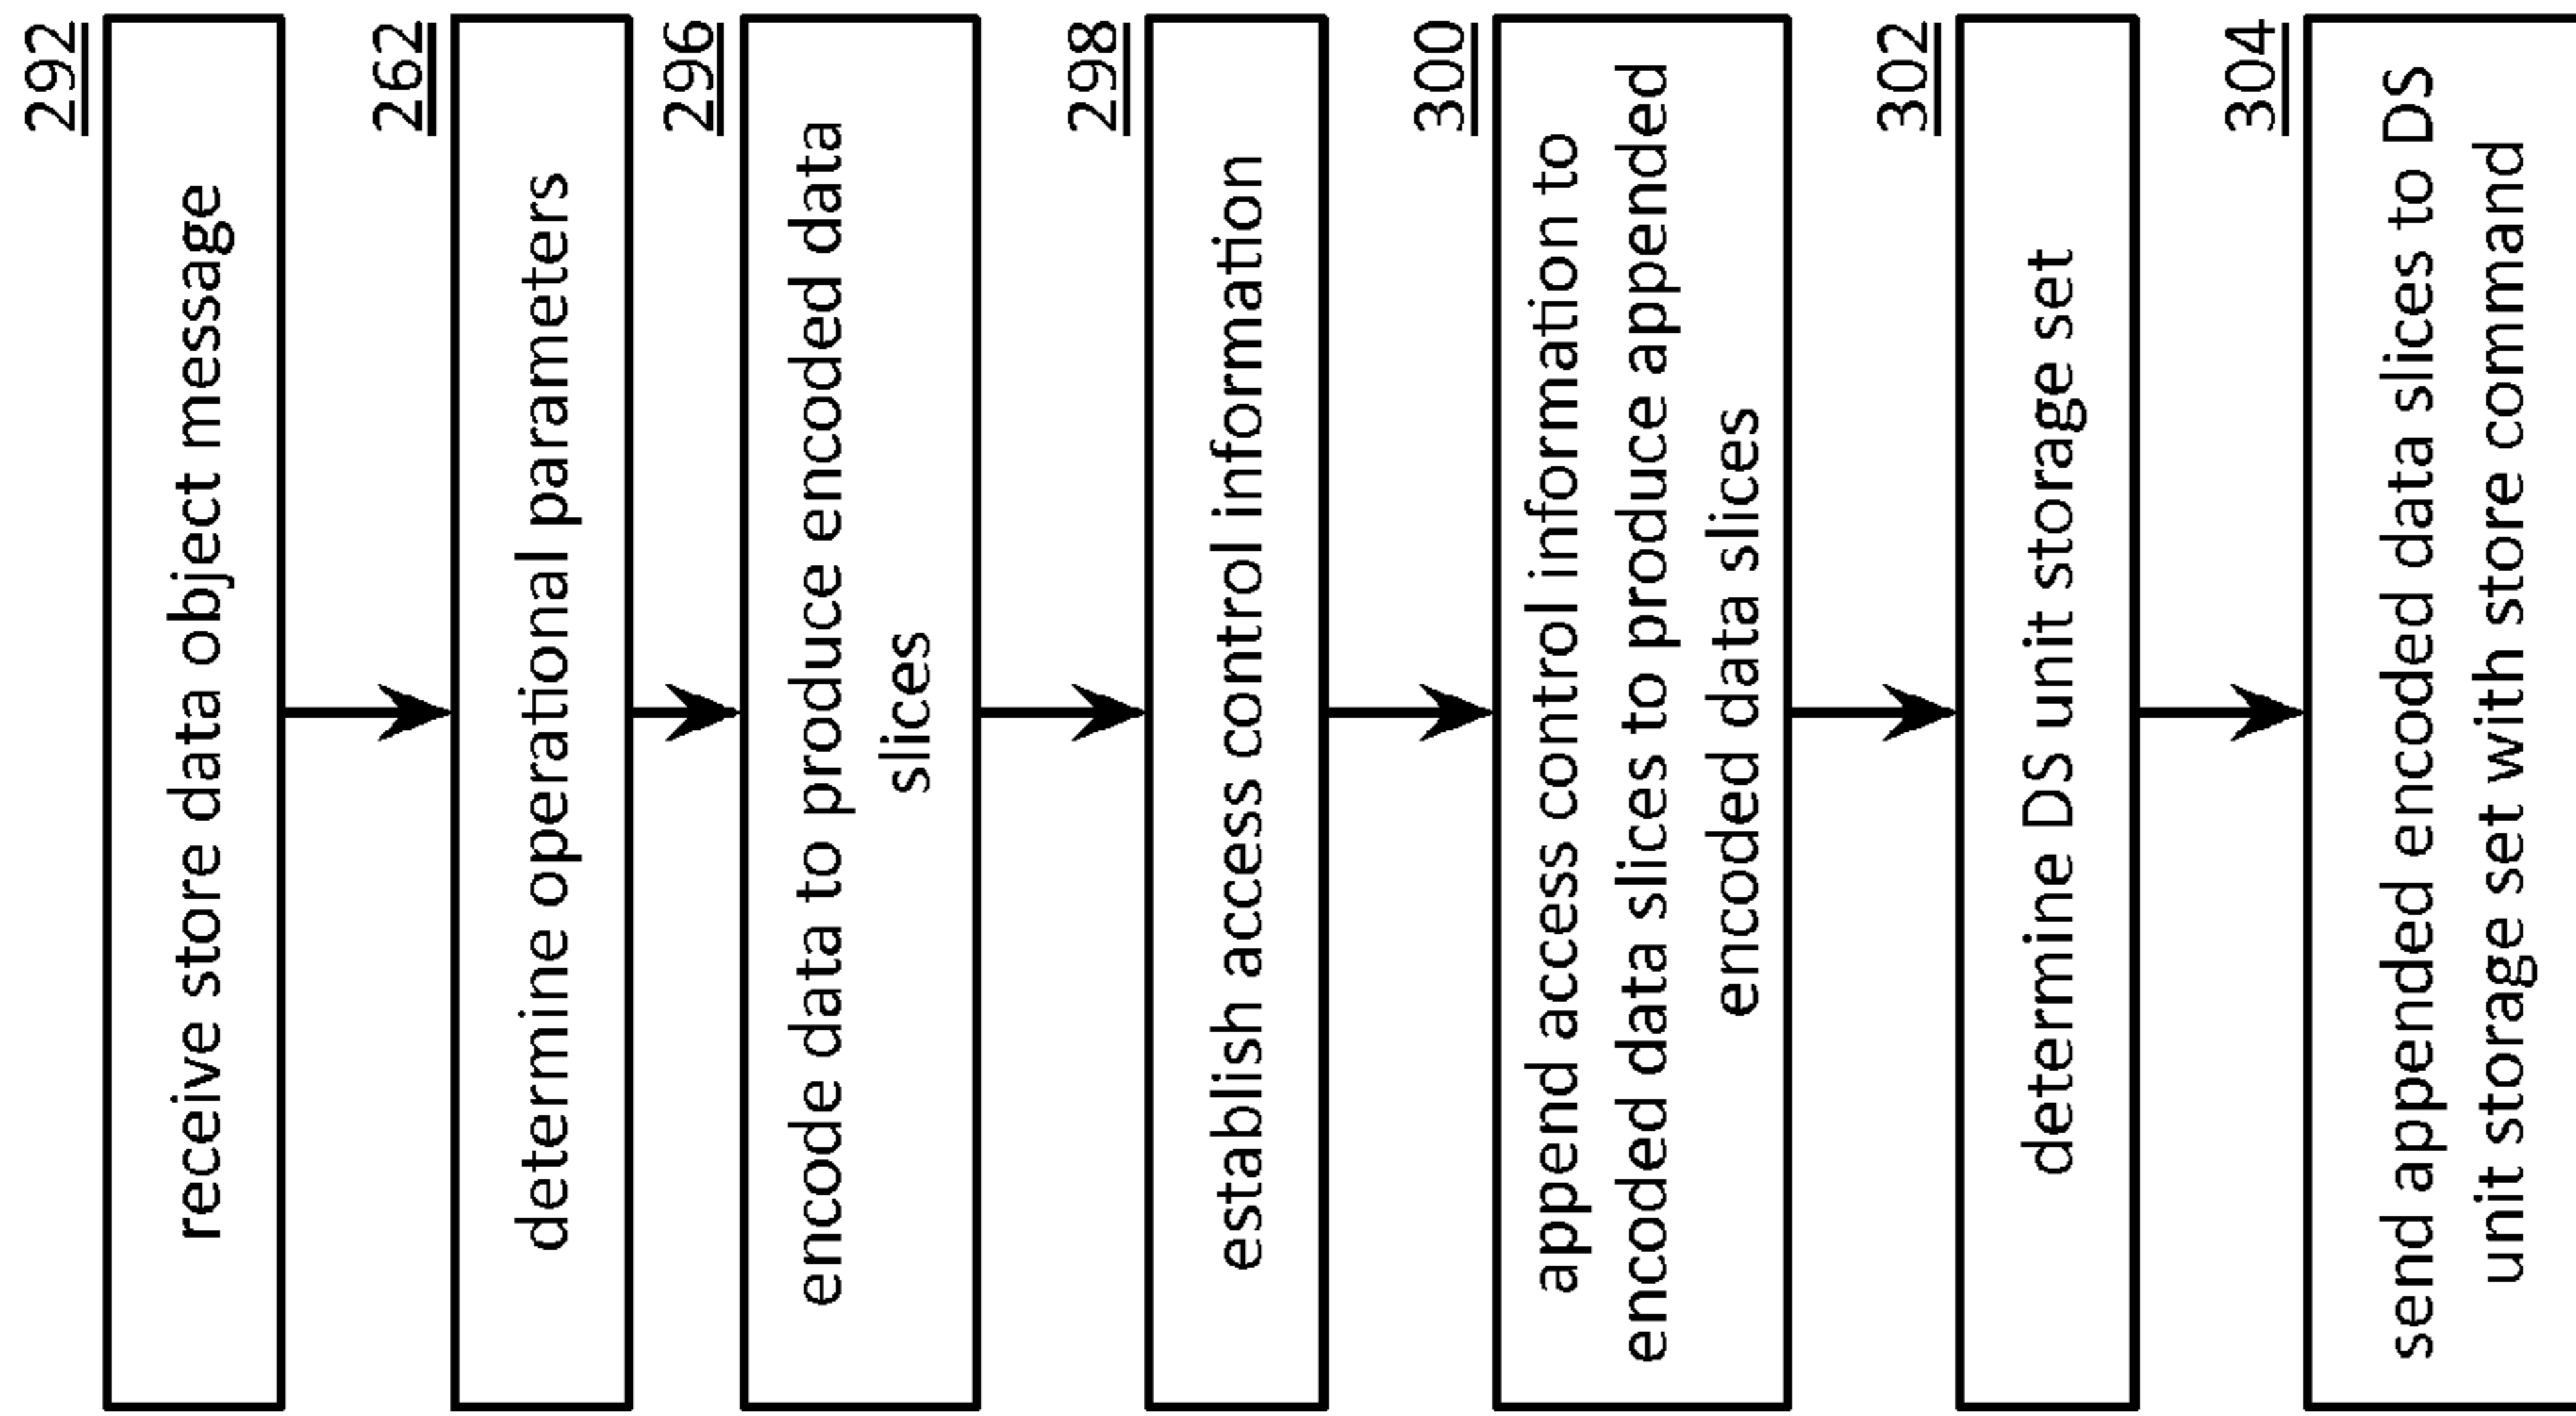 292
receive store data object message
262
determine operational parameters
296
encode data to produce encoded data
slices
298
establish access control information
300
append access control information to
encoded data slices to produce appended
encoded data slices
302
determine DS unit storage set
304
send appended encoded data slices to DS
unit storage set with store command